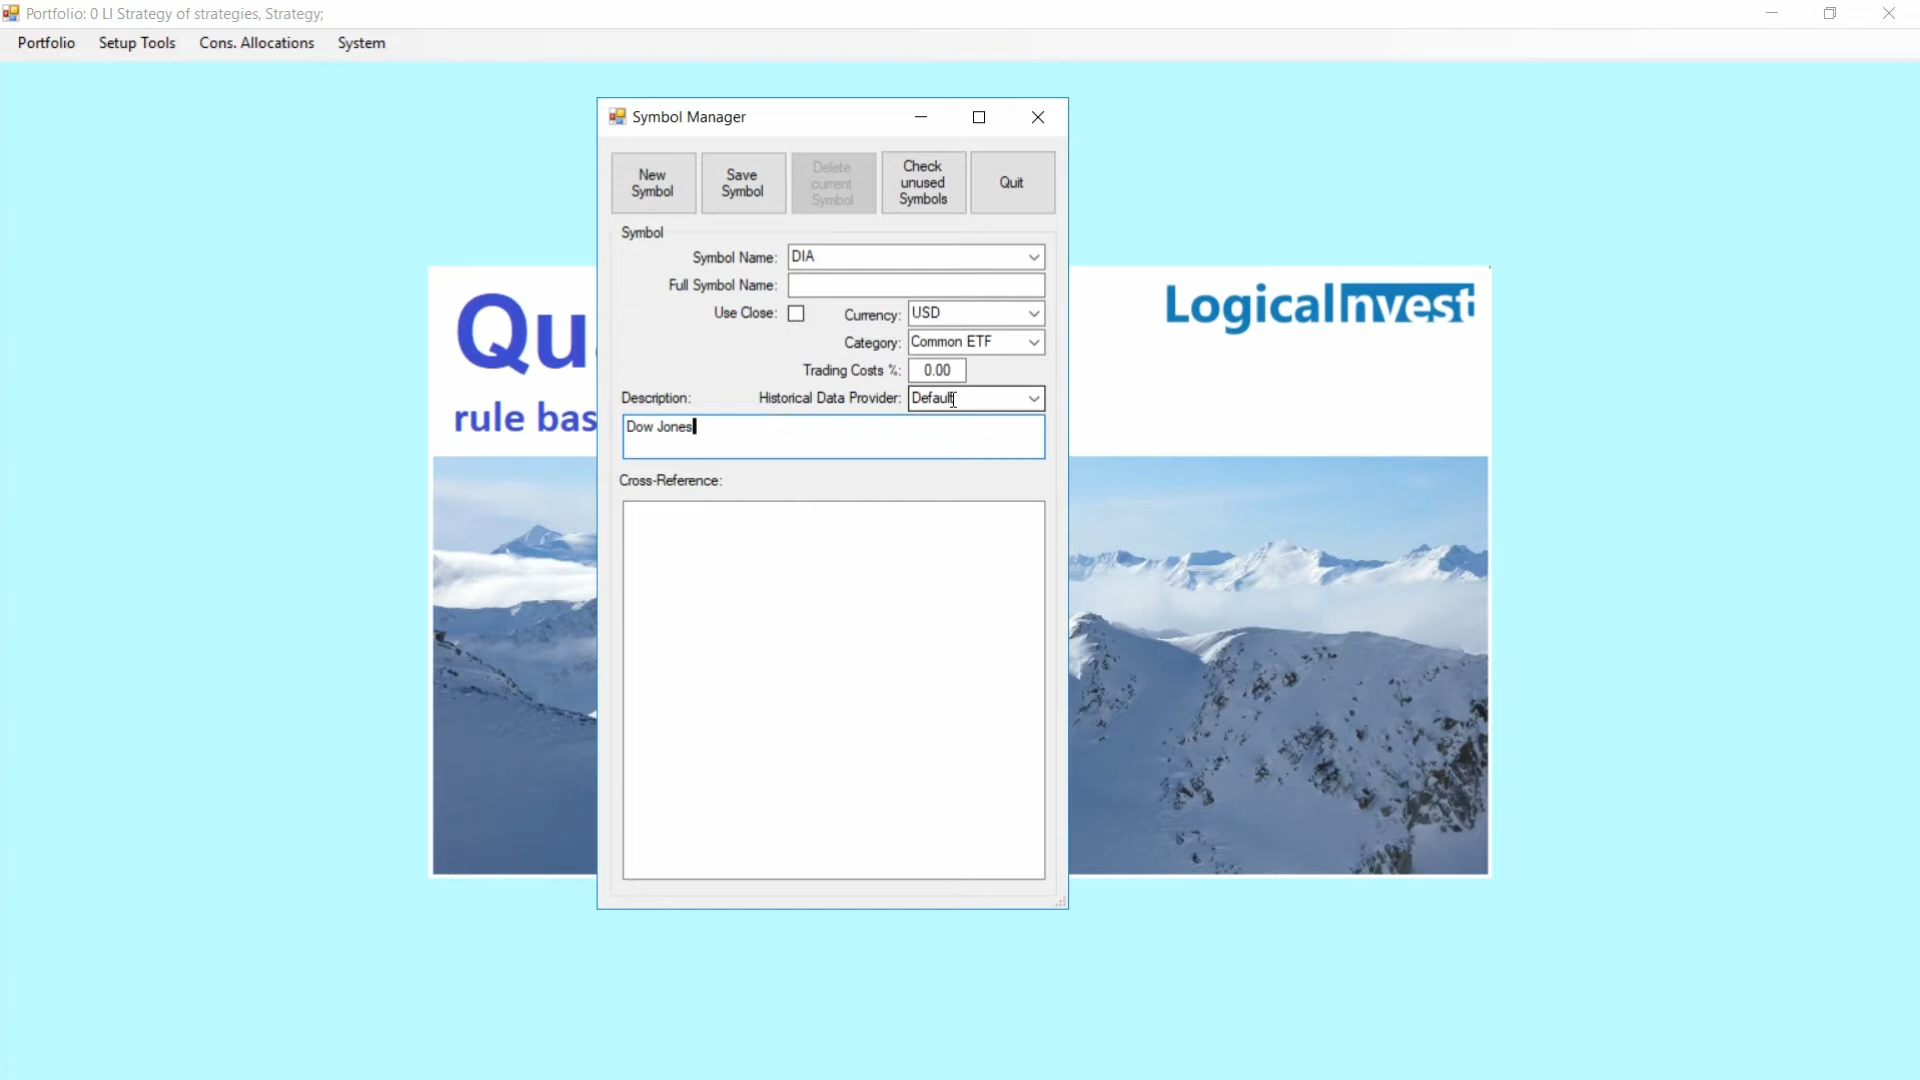 Portfolio: 0 LI Strategy of strategies, Strategy;
Portfolio Setup Tools Cons. Allocations System
Symbol Manager
New Symbol
Save Symbol
Delete current Symbol
Check unused Symbols
Quit
Symbol
Symbol Name: DIA
Full Symbol Name:
Use Close: Currency: USD
Category: Common ETF
Trading Costs %: 0.00
Description: Historical Data Provider: Default
Dow Jones
Cross-Reference:
Qu
rule bas
LogicalInvest